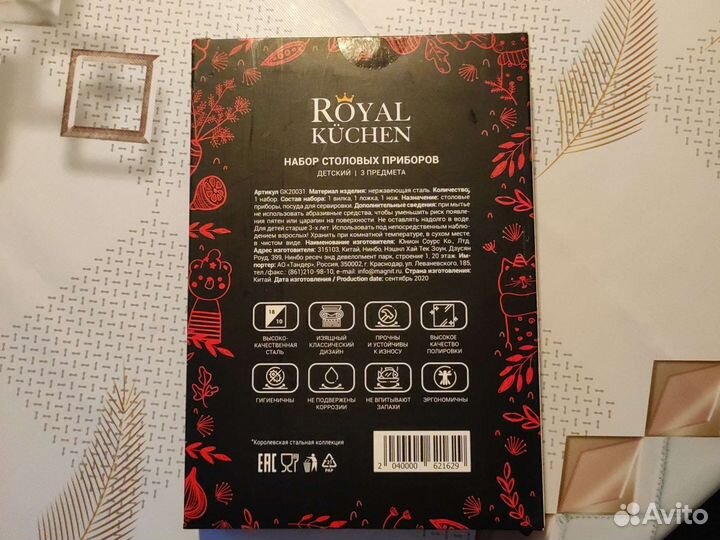 ROYAL
KÜCHEN
НАБОР СТОЛОВЫХ ПРИБОРОВ
ДЕТСКИЙ | 3 ПРЕДМЕТА
Артикул GK20031. Материал изделия: нержавеющая сталь. Количество,
1 набор. Состав набора: 1 вилка, 1 ложка, 1 нож. Назначение: столовые
приборы, посуда для сервировки. Дополнительные сведения: при мытье
не использовать абразивные средства, чтобы уменьшить риск появле-
ния пятен или царапин на поверхности. Не оставлять надолго в воде.
Для детей старше 3-х лет. Использовать под непосредственным наблю-
дением взрослых! Хранить при комнатной температуре, в сухом месте,
в чистом виде. Наименование изготовителя: Юнион Соурс Ко., Лтд.
Адрес изготовителя: 315103, Китай, Нинбо, Нэшнл Хай Тек Зоун, Дзусян
Роуд, 399, Нинбо ресеч энд девелопмент парк, строение 1, 20 этаж. Им-
портер: АО «Тандер», Россия, 350002, г. Краснодар, ул. Леваневского, 185,
тел./факс.: (861)210-98-10, e-mail: info@magnit.ru. Страна изготовления:
Китай. Дата изготовления / Production date: сентябрь 2020
18
10
ВЫСОКО-
КАЧЕСТВЕННАЯ
СТАЛЬ
ИЗЯЩНЫЙ
КЛАССИЧЕСКИЙ
ДИЗАЙН
ПРОЧНЫ
И УСТОЙЧИВЫ
К ИЗНОСУ
ВЫСОКОЕ
КАЧЕСТВО
ПОЛИРОВКИ
ГИГИЕНИЧНЫ
НЕ ПОДВЕРЖЕНЫ
КОРРОЗИИ
НЕ ВПИТЫВАЮТ
ЗАПАХИ
ЭРГОНОМИЧНЫ
*Королевская стальная коллекция
EAC
21
PAP
2 040000 621629
Avito